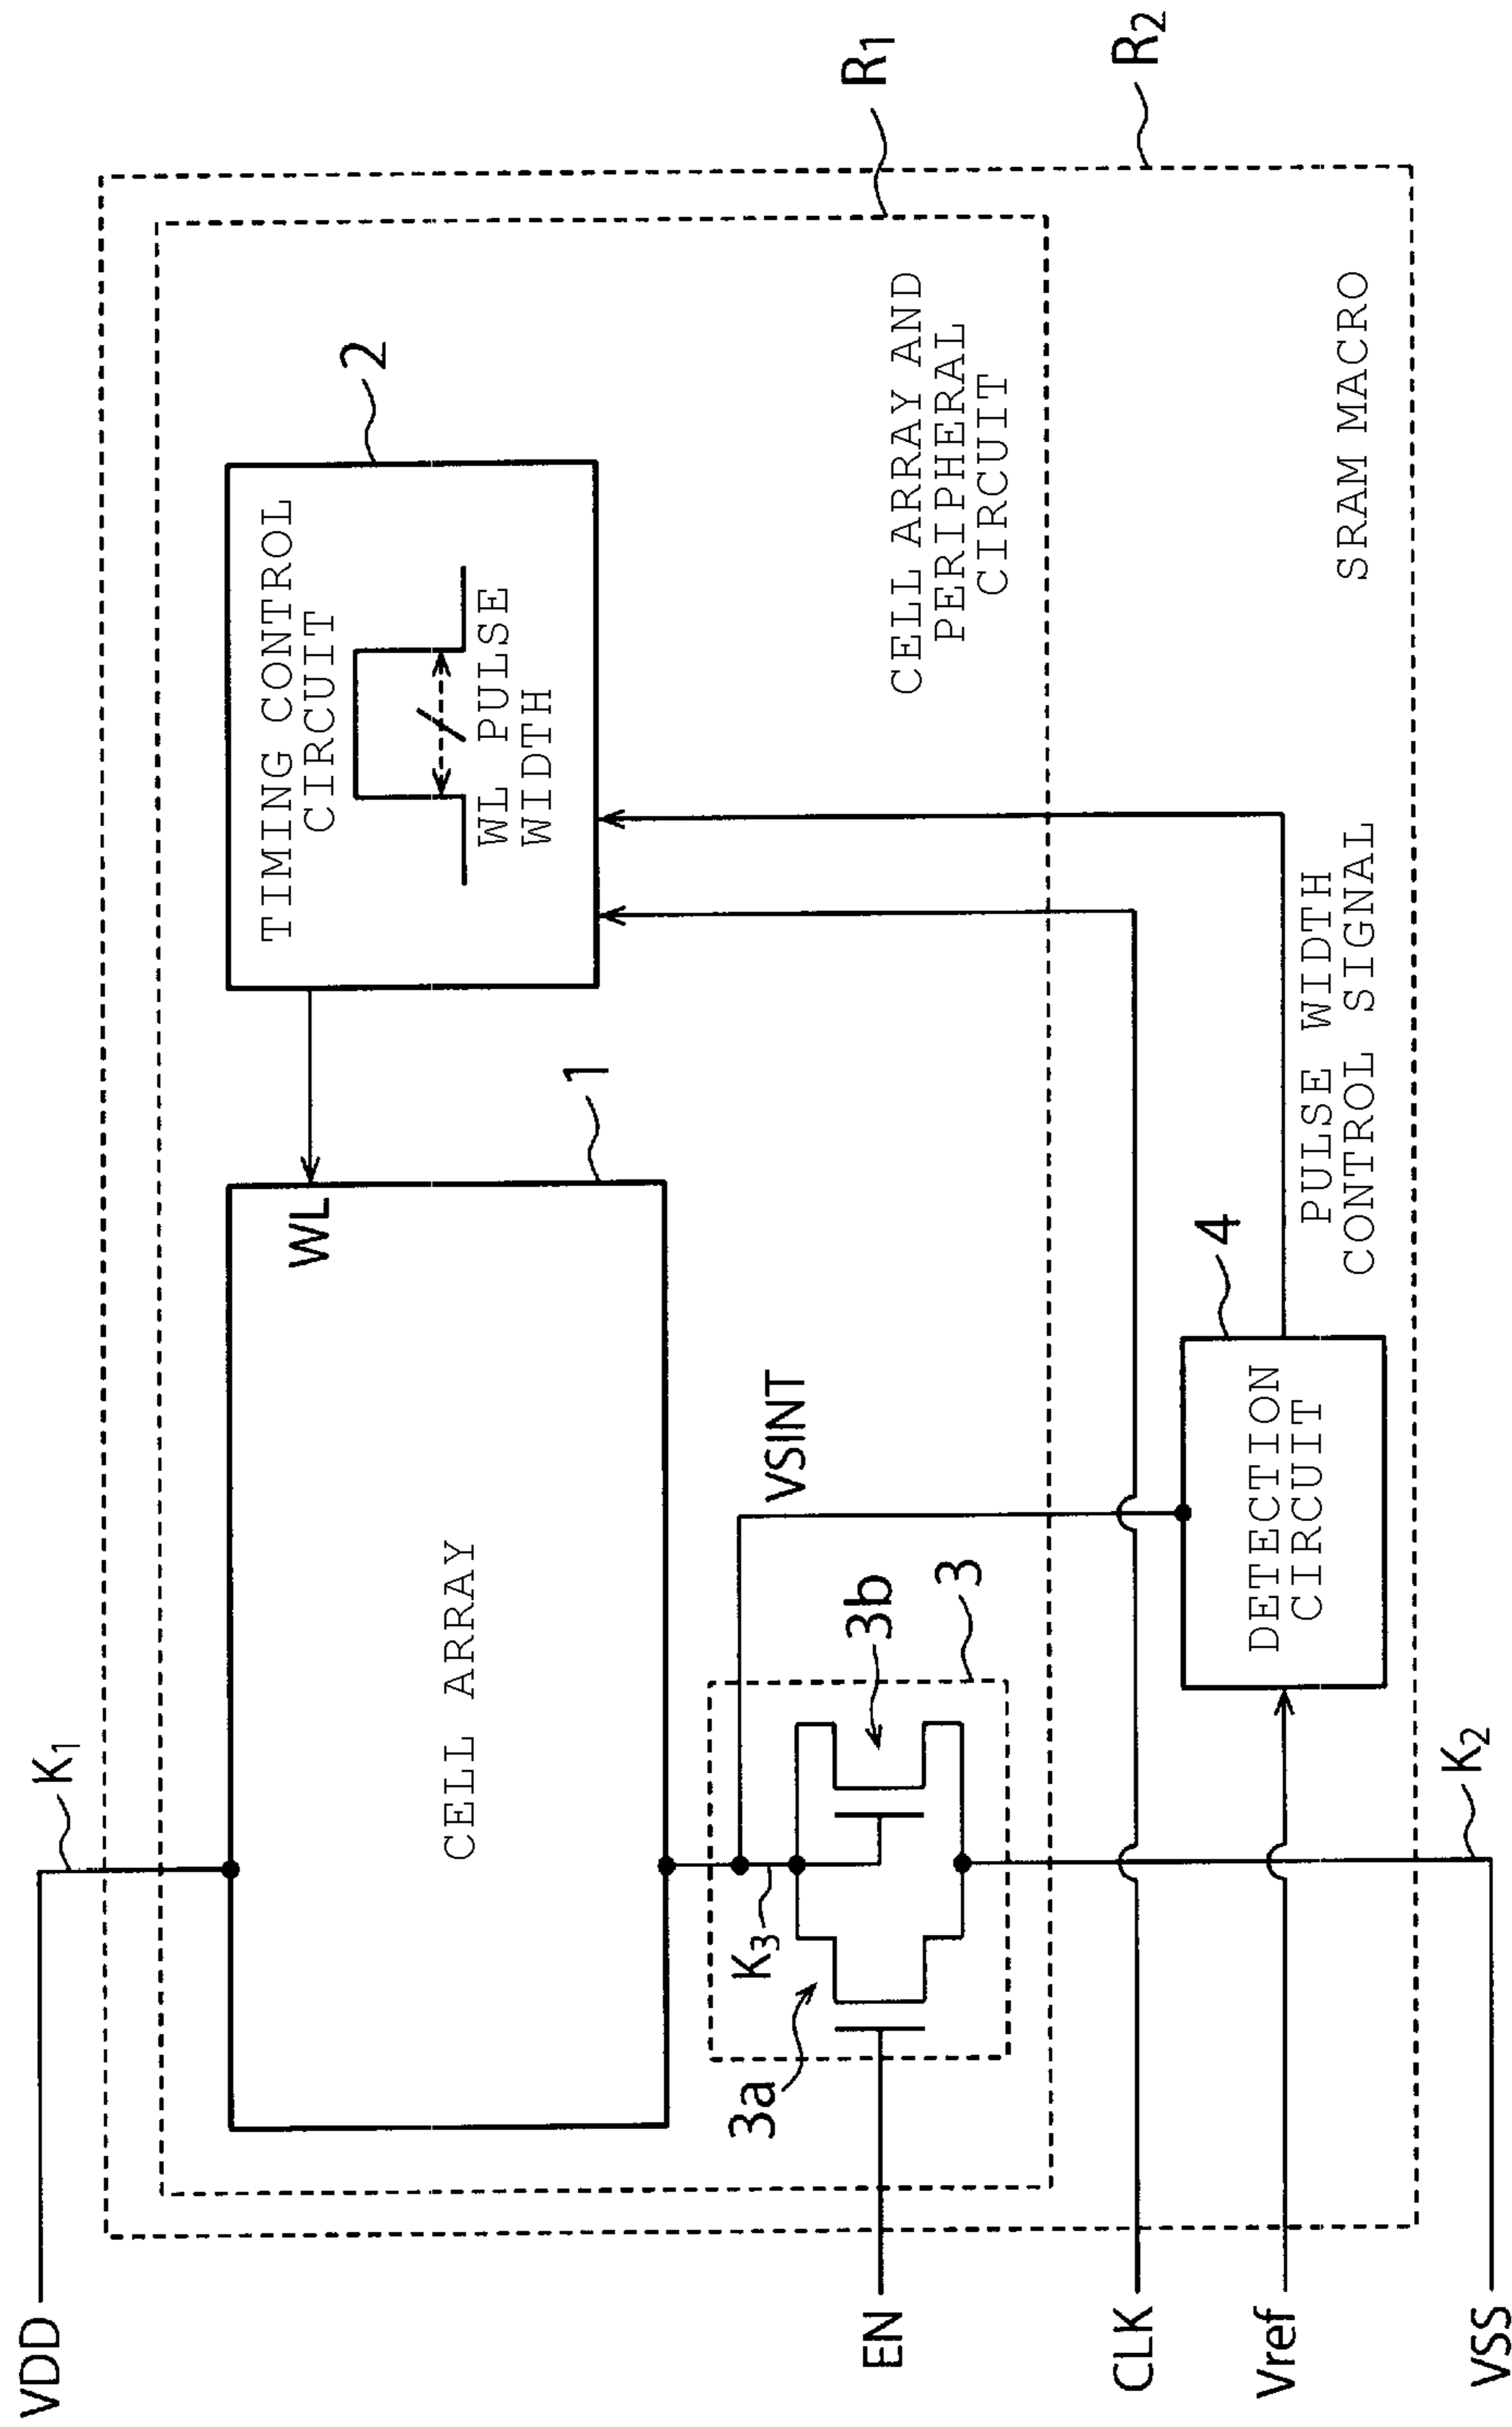 VDD
K1
R1
R2
CELL ARRAY
WL
1
TIMING CONTROL
CIRCUIT
WL PULSE
WIDTH
2
K3
3a
3b
3
VSINT
CELL ARRAY AND
PERIPHERAL
CIRCUIT
EN
CLK
Vref
DETECTION
CIRCUIT
4
PULSE WIDTH
CONTROL SIGNAL
SRAM MACRO
VSS
K2